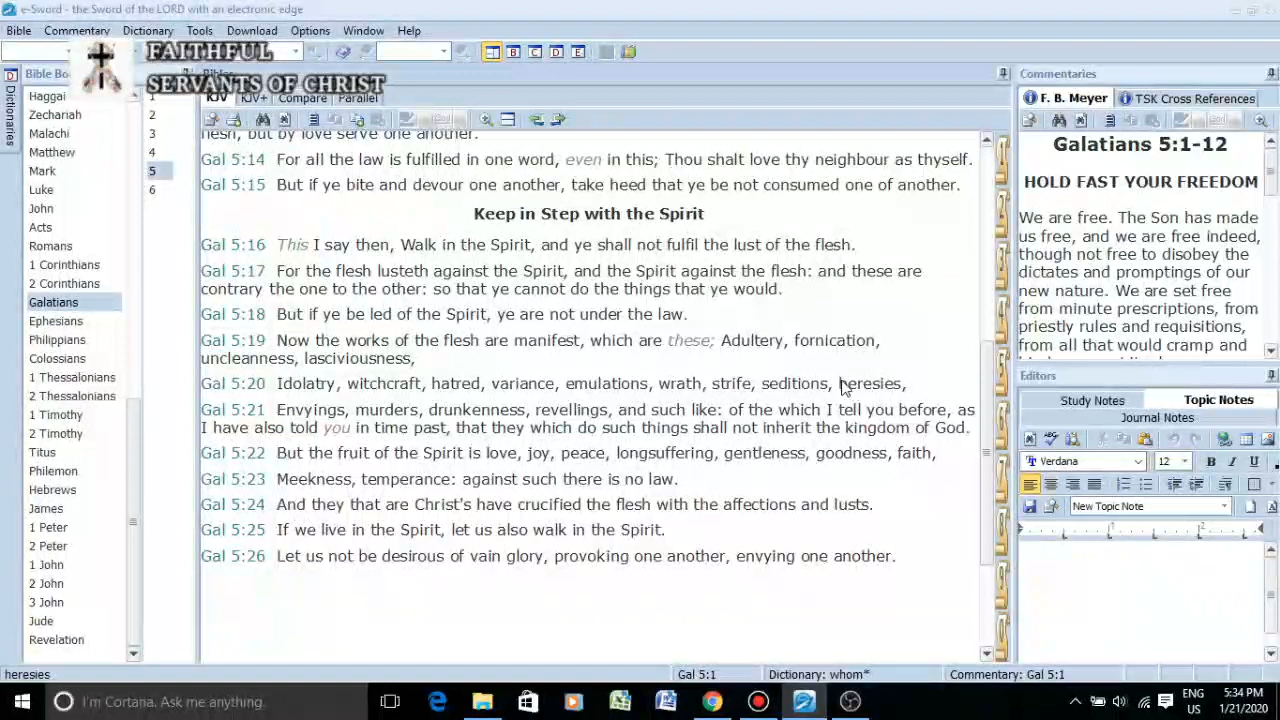 e-Sword - the Sword of the LORD with an electronic edge
Bible Commentary Dictionary Tools Download Options Window Help
B C D E
FAITHFUL
SERVANTS OF CHRIST
Dictionaries
D
Bible Bo
Haggai
Zechariah
Malachi
Matthew
Mark
Luke
John
Acts
Romans
1 Corinthians
2 Corinthians
Galatians
Ephesians
Philippians
Colossians
1 Thessalonians
2 Thessalonians
1 Timothy
2 Timothy
Titus
Philemon
Hebrews
James
1 Peter
2 Peter
1 John
2 John
3 John
Jude
Revelation
1
2
3
4
5
6
Bibles
KJV KJV+ Compare Parallel
flesh, but by love serve one another.
Gal 5:14 For all the law is fulfilled in one word, even in this; Thou shalt love thy neighbour as thyself.
Gal 5:15 But if ye bite and devour one another, take heed that ye be not consumed one of another.
Keep in Step with the Spirit
Gal 5:16 This I say then, Walk in the Spirit, and ye shall not fulfil the lust of the flesh.
Gal 5:17 For the flesh lusteth against the Spirit, and the Spirit against the flesh: and these are
contrary the one to the other: so that ye cannot do the things that ye would.
Gal 5:18 But if ye be led of the Spirit, ye are not under the law.
Gal 5:19 Now the works of the flesh are manifest, which are these; Adultery, fornication,
uncleanness, lasciviousness,
Gal 5:20 Idolatry, witchcraft, hatred, variance, emulations, wrath, strife, seditions, heresies,
Gal 5:21 Envyings, murders, drunkenness, revellings, and such like: of the which I tell you before, as
I have also told you in time past, that they which do such things shall not inherit the kingdom of God.
Gal 5:22 But the fruit of the Spirit is love, joy, peace, longsuffering, gentleness, goodness, faith,
Gal 5:23 Meekness, temperance: against such there is no law.
Gal 5:24 And they that are Christ's have crucified the flesh with the affections and lusts.
Gal 5:25 If we live in the Spirit, let us also walk in the Spirit.
Gal 5:26 Let us not be desirous of vain glory, provoking one another, envying one another.
Commentaries
F. B. Meyer TSK Cross References
Galatians 5:1-12
HOLD FAST YOUR FREEDOM
We are free. The Son has made
us free, and we are free indeed,
though not free to disobey the
dictates and promptings of our
new nature. We are set free
from minute prescriptions, from
priestly rules and requisitions,
from all that would cramp and
Editors
Study Notes Topic Notes
Journal Notes
Verdana 12 B I U
New Topic Note
1 2
heresies Gal 5:1 Dictionary: whom* Commentary: Gal 5:1
I'm Cortana. Ask me anything.
ENG
US
5:34 PM
1/21/2020